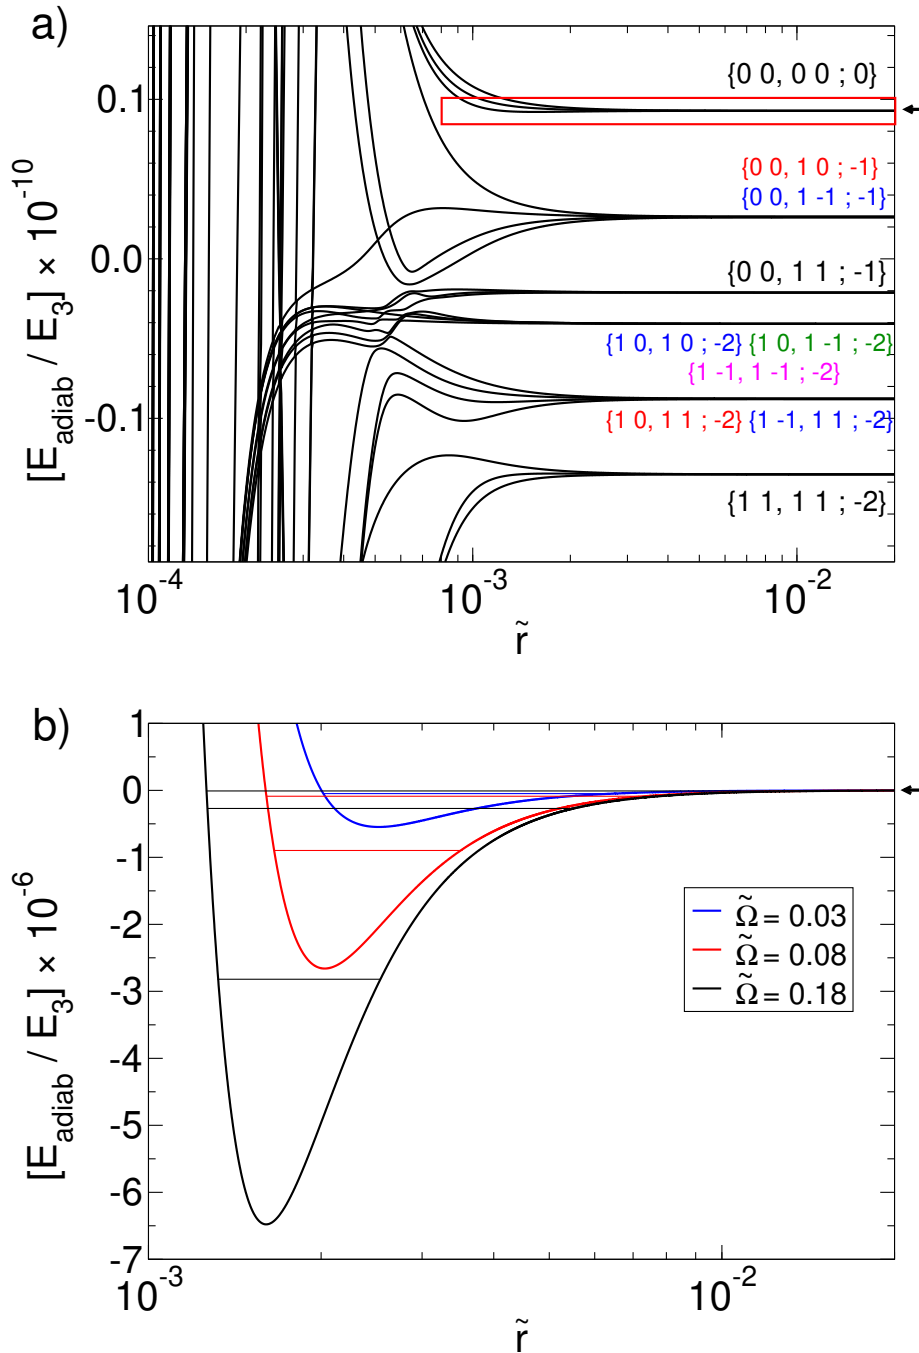 a)
[E_adiab / E_3] × 10^-10
0.1
0.0
-0.1
{0 0, 0 0 ; 0}
{0 0, 1 0 ; -1}
{0 0, 1 -1 ; -1}
{0 0, 1 1 ; -1}
{1 0, 1 0 ; -2} {1 0, 1 -1 ; -2}
{1 -1, 1 -1 ; -2}
{1 0, 1 1 ; -2} {1 -1, 1 1 ; -2}
{1 1, 1 1 ; -2}
10^-4 10^-3 10^-2
r̃
b)
[E_adiab / E_3] × 10^-6
1
0
-1
-2
-3
-4
-5
-6
-7
Ω̃ = 0.03
Ω̃ = 0.08
Ω̃ = 0.18
10^-3 10^-2
r̃